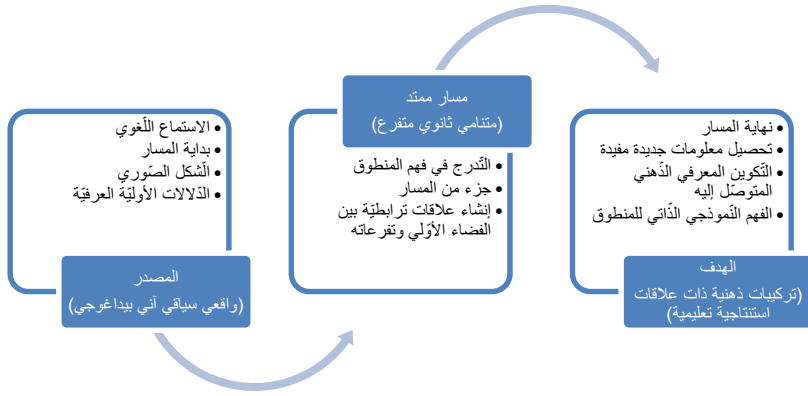 الاستماع اللّغوي
بداية المسار
الّشكل الصّوري
الدّلالات الأوليّة العرفيّة
المصدر
(واقعي سياقي آني بيداغوجي)
مسار ممتد
(متنامي ثانوي متفرع)
التّدرج في فهم المنطوق
جزء من المسار
إنشاء علاقات ترابطيّة بين
الفضاء الأوّلي وتفرعاته
نهاية المسار
تحصيل معلومات جديدة مفيدة
التّكوين المعرفي الذّهني
المتوصّل إليه
الفهم النّموذجي الذّاتي للمنطوق
الهدف
(تركيبات ذهنية ذات علاقات
استنتاجية تعليمية)